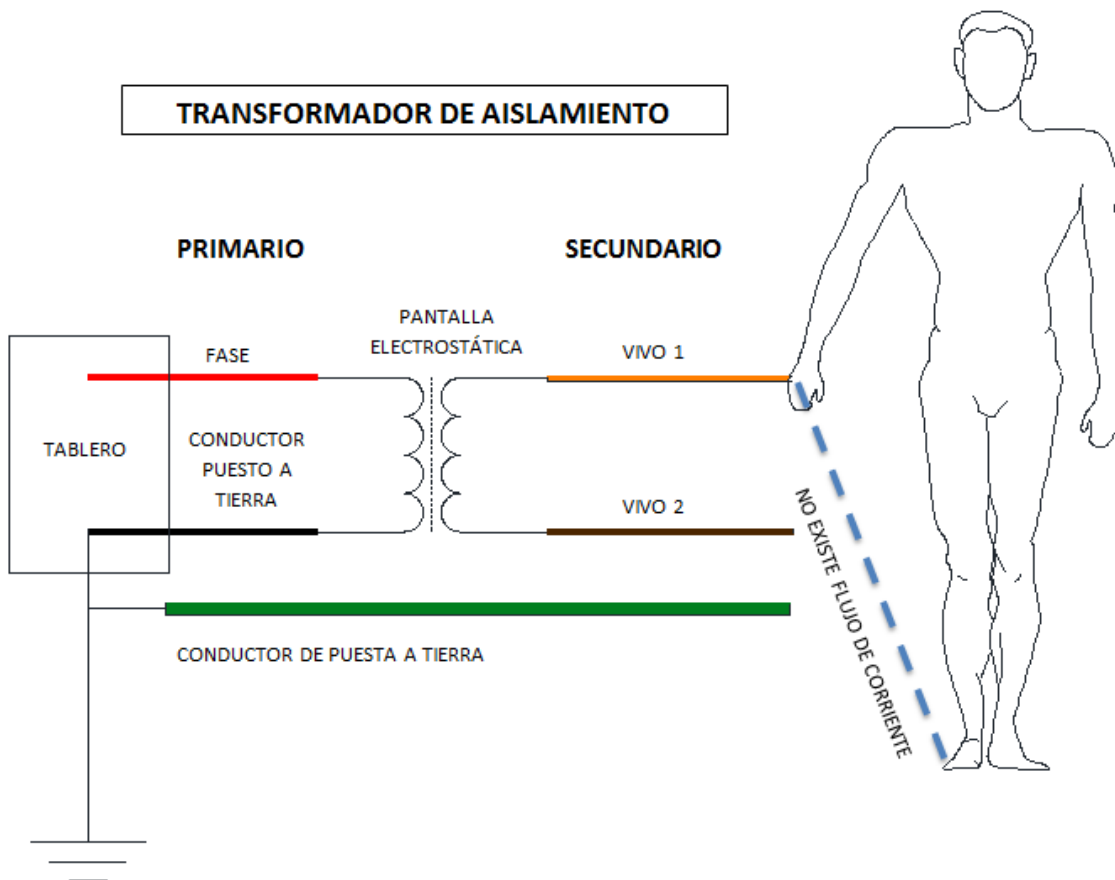 TRANSFORMADOR DE AISLAMIENTO
PRIMARIO
SECUNDARIO
PANTALLA
ELECTROSTÁTICA
FASE
VIVO 1
TABLERO
CONDUCTOR
PUESTO A
TIERRA
VIVO 2
NO EXISTE FLUJO DE CORRIENTE
CONDUCTOR DE PUESTA A TIERRA